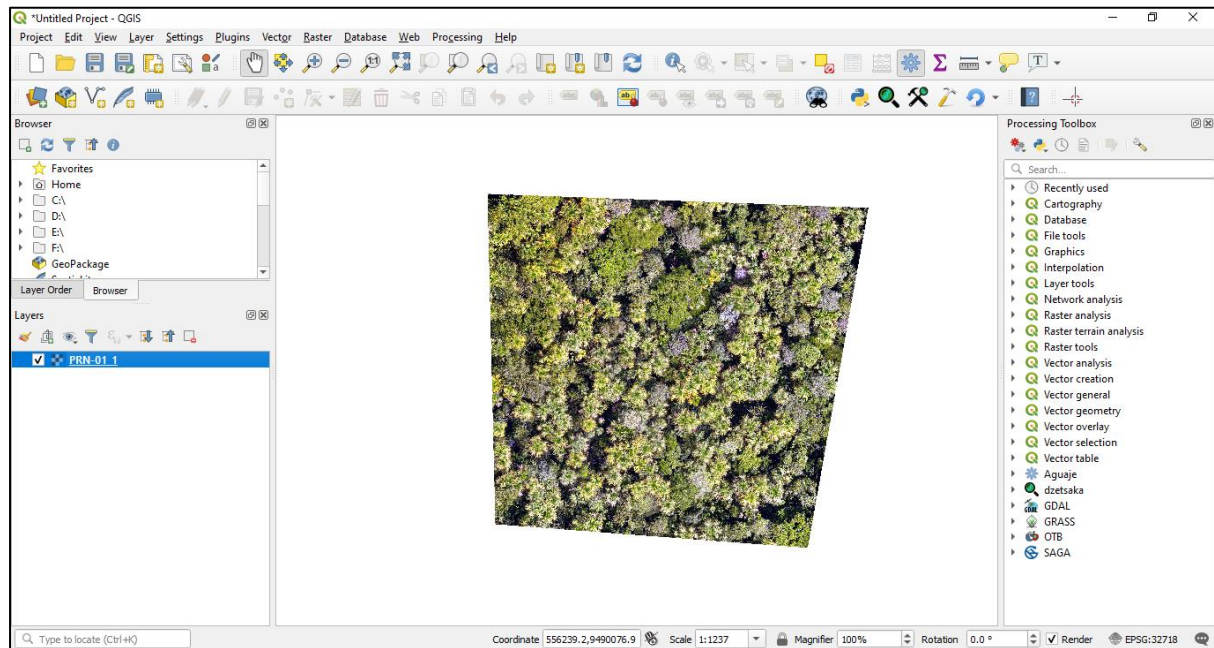 *Untitled Project - QGIS
Project Edit View Layer Settings Plugins Vector Raster Database Web Processing Help
Browser
Favorites
Home
C:\
D:\
E:\
F:\
GeoPackage
Layer Order Browser
Layers
PRN-01 1
Processing Toolbox
Search...
Recently used
Cartography
Database
File tools
Graphics
Interpolation
Layer tools
Network analysis
Raster analysis
Raster terrain analysis
Raster tools
Vector analysis
Vector creation
Vector general
Vector geometry
Vector overlay
Vector selection
Vector table
Aguaje
dzetsaka
GDAL
GRASS
OTB
SAGA
Type to locate (Ctrl+K) Coordinate 556239.2,9490076.9 Scale 1:1237 Magnifier 100% Rotation 0.0 ° Render EPSG:32718